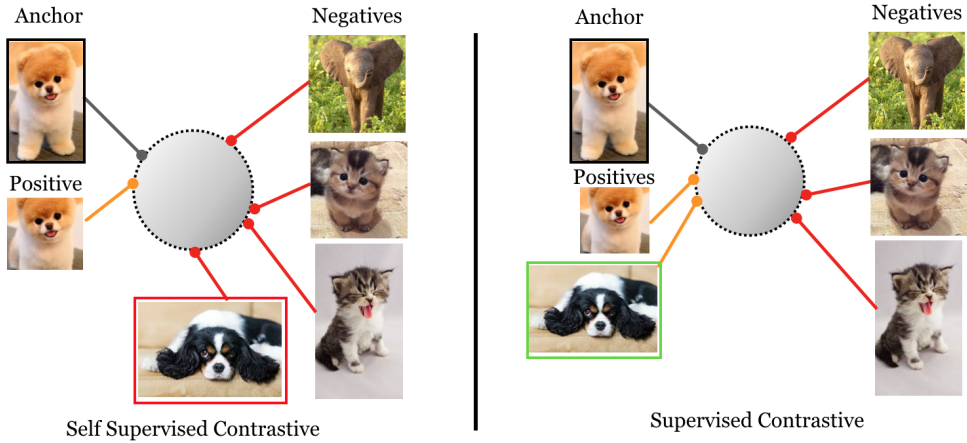 Anchor
Negatives
Positive
Self Supervised Contrastive
Anchor
Negatives
Positives
Supervised Contrastive